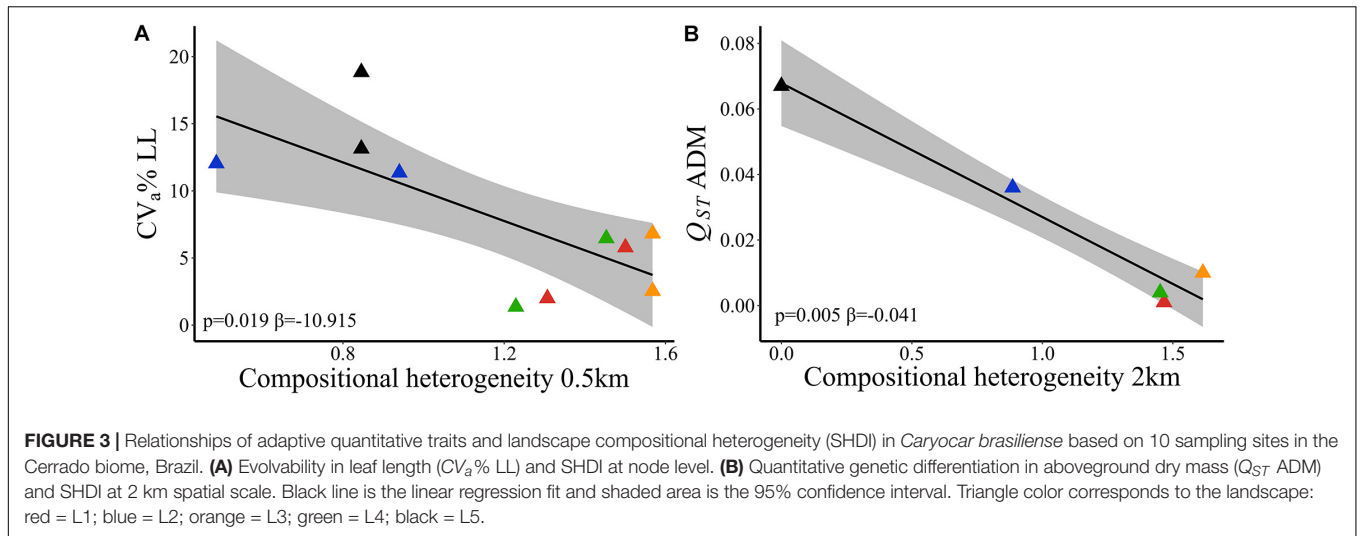 A
CVa% LL
20
15
10
5
0
p=0.019 β=-10.915
0.8 1.2 1.6
Compositional heterogeneity 0.5km
B
QST ADM
0.08
0.06
0.04
0.02
0.00
p=0.005 β=-0.041
0.0 0.5 1.0 1.5
Compositional heterogeneity 2km
FIGURE 3 | Relationships of adaptive quantitative traits and landscape compositional heterogeneity (SHDI) in Caryocar brasiliense based on 10 sampling sites in the
Cerrado biome, Brazil. (A) Evolvability in leaf length (CVa% LL) and SHDI at node level. (B) Quantitative genetic differentiation in aboveground dry mass (QST ADM)
and SHDI at 2 km spatial scale. Black line is the linear regression fit and shaded area is the 95% confidence interval. Triangle color corresponds to the landscape:
red = L1; blue = L2; orange = L3; green = L4; black = L5.